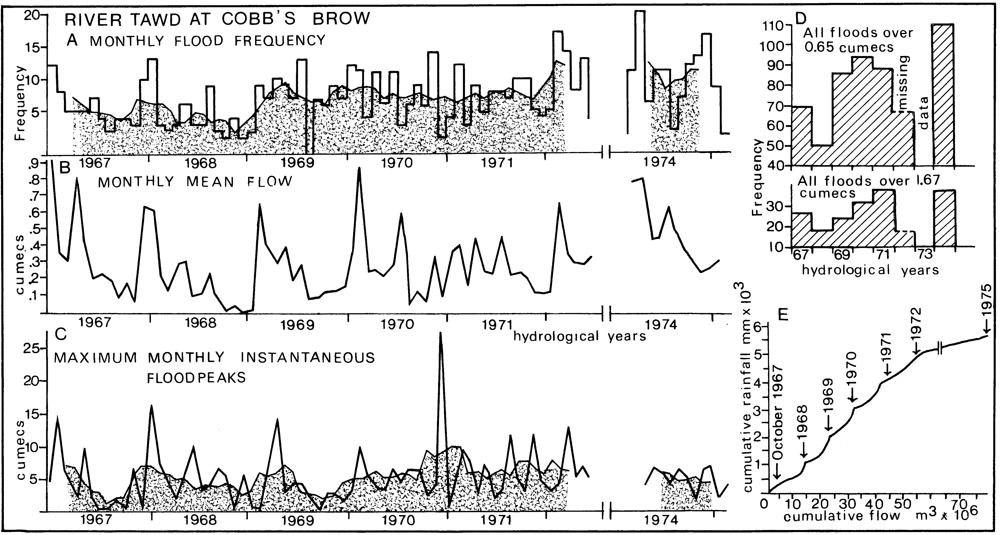 RIVER TAWD AT COBB'S BROW
A MONTHLY FLOOD FREQUENCY
Frequency
20
15
10
5
1967 1968 1969 1970 1971 1974
B
MONTHLY MEAN FLOW
cumecs
.9
.8
.7
.6
.5
.4
.3
.2
.1
1967 1968 1969 1970 1971 1974
hydrological years
C
MAXIMUM MONTHLY INSTANTANEOUS
FLOOD PEAKS
cumecs
25
20
15
10
5
1967 1968 1969 1970 1971 1974
D
All floods over
0.65 cumecs
missing
data
Frequency
110
100
90
80
70
60
50
40
All floods over 1.67
cumecs
30
20
10
67 69 71 73
hydrological years
E
cumulative rainfall mm x 10³
6
5
4
3
2
1
October 1967
1968
1969
1970
1971
1972
1975
0 10 20 30 40 50 70
cumulative flow m³ x 10⁶